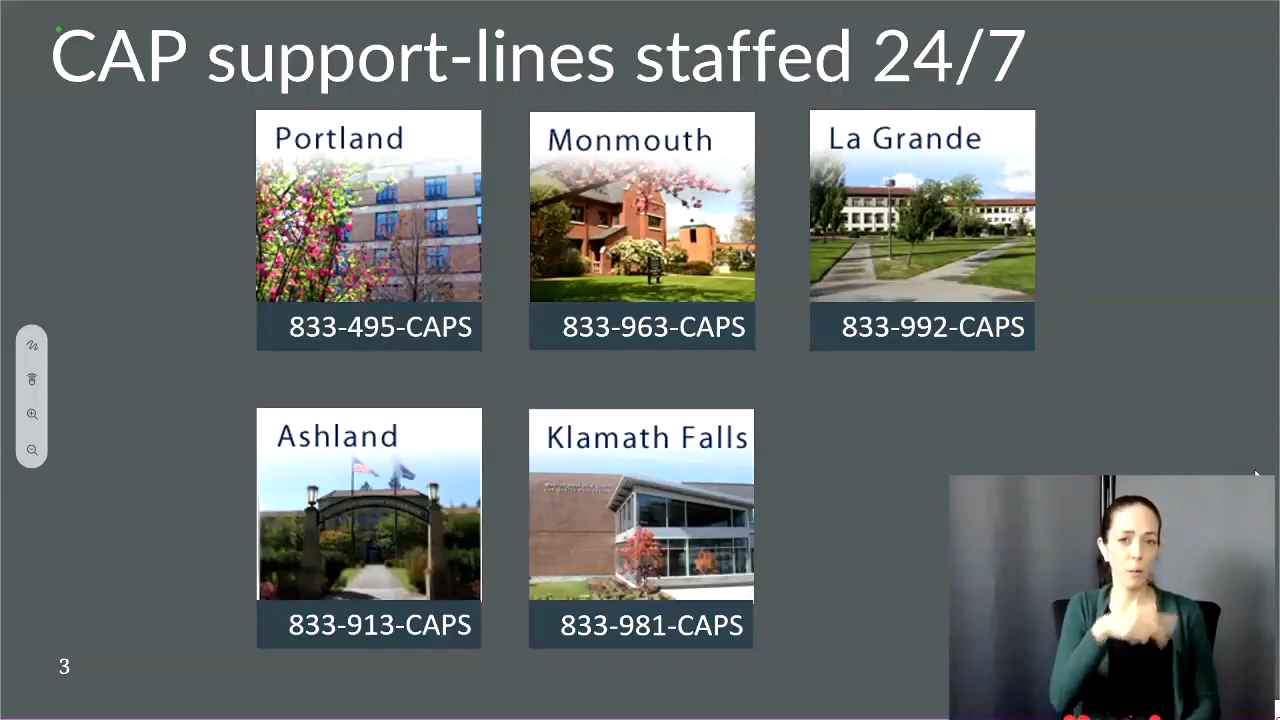 CAP support-lines staffed 24/7
Portland
833-495-CAPS
Monmouth
833-963-CAPS
La Grande
833-992-CAPS
Ashland
833-913-CAPS
Klamath Falls
833-981-CAPS
3